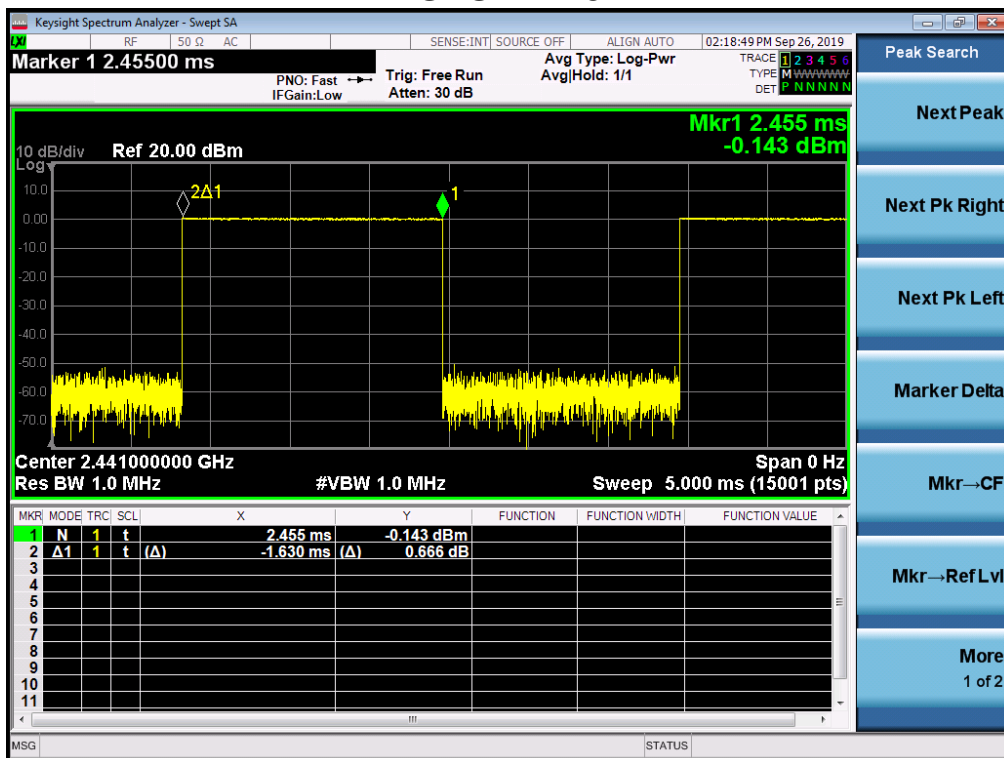 Keysight Spectrum Analyzer - Swept SA
LXI RF 50 Ω AC SENSE:INT SOURCE OFF ALIGN AUTO 02:18:49 PM Sep 26, 2019
Marker 1 2.45500 ms
PNO: Fast
IFGain:Low
Trig: Free Run
Atten: 30 dB
Avg Type: Log-Pwr
Avg|Hold: 1/1
TRACE 1 2 3 4 5 6
TYPE M WWWWW
DET P N N N N N
Mkr1 2.455 ms
-0.143 dBm
10 dB/div Ref 20.00 dBm
Log
10.0
0.00
-10.0
-20.0
-30.0
-40.0
-50.0
-60.0
-70.0
2Δ1
1
Center 2.441000000 GHz Span 0 Hz
Res BW 1.0 MHz #VBW 1.0 MHz Sweep 5.000 ms (15001 pts)
MKR MODE TRC SCL X Y FUNCTION FUNCTION WIDTH FUNCTION VALUE
1 N 1 t 2.455 ms -0.143 dBm
2 Δ1 1 t (Δ) -1.630 ms (Δ) 0.666 dB
3
4
5
6
7
8
9
10
11
MSG STATUS
Peak Search
Next Peak
Next Pk Right
Next Pk Left
Marker Delta
Mkr→CF
Mkr→Ref Lvl
More
1 of 2